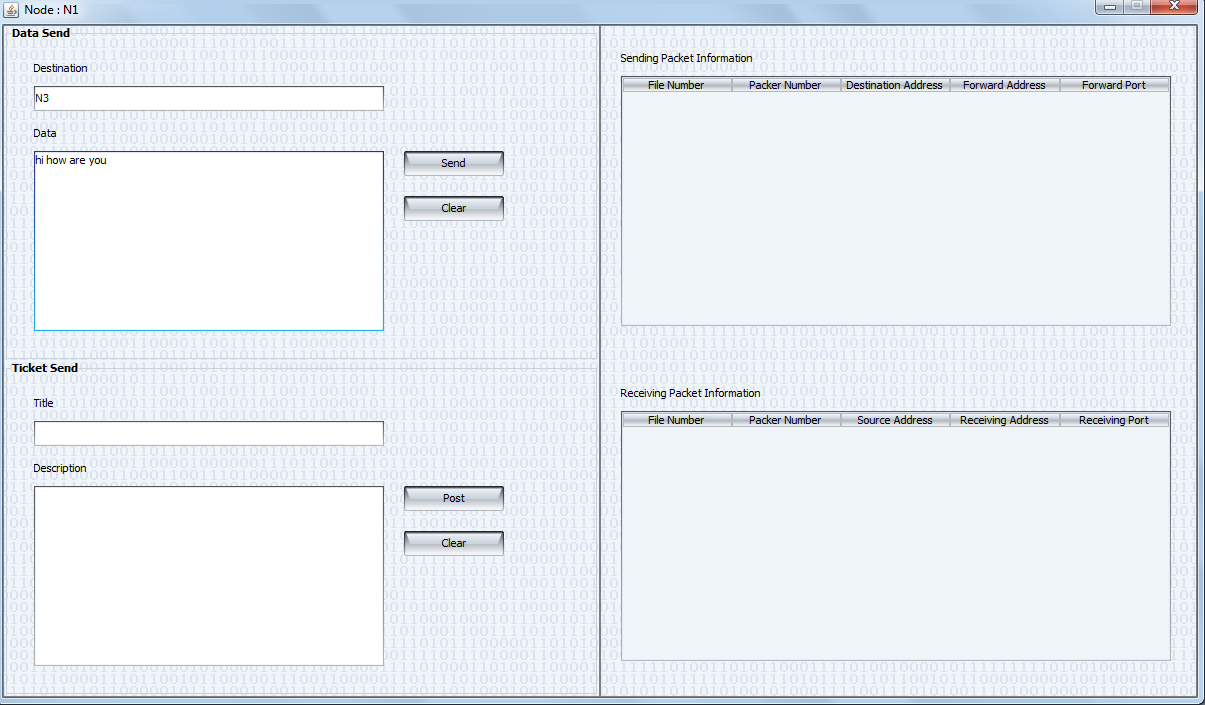 Node : N1
Data Send
Destination
N3
Data
hi how are you
Send
Clear
Ticket Send
Title
Description
Post
Clear
Sending Packet Information
File Number Packer Number Destination Address Forward Address Forward Port
Receiving Packet Information
File Number Packer Number Source Address Receiving Address Receiving Port